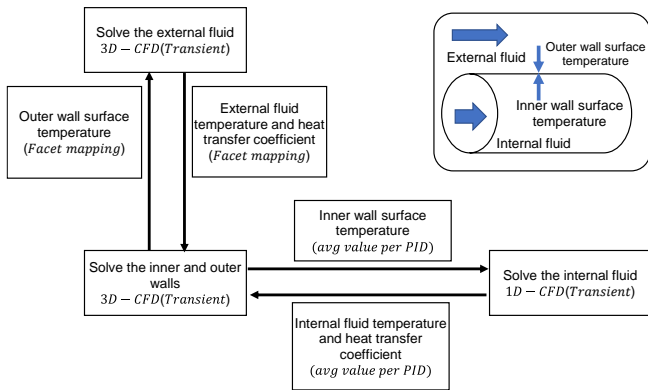 Solve the external fluid
3D − CFD(Transient)
Outer wall surface
temperature
(Facet mapping)
External fluid
temperature and heat
transfer coefficient
(Facet mapping)
External fluid
Outer wall surface
temperature
Inner wall surface
temperature
Internal fluid
Inner wall surface
temperature
(avg value per PID)
Solve the inner and outer
walls
3D − CFD(Transient)
Solve the internal fluid
1D − CFD(Transient)
Internal fluid temperature
and heat transfer
coefficient
(avg value per PID)